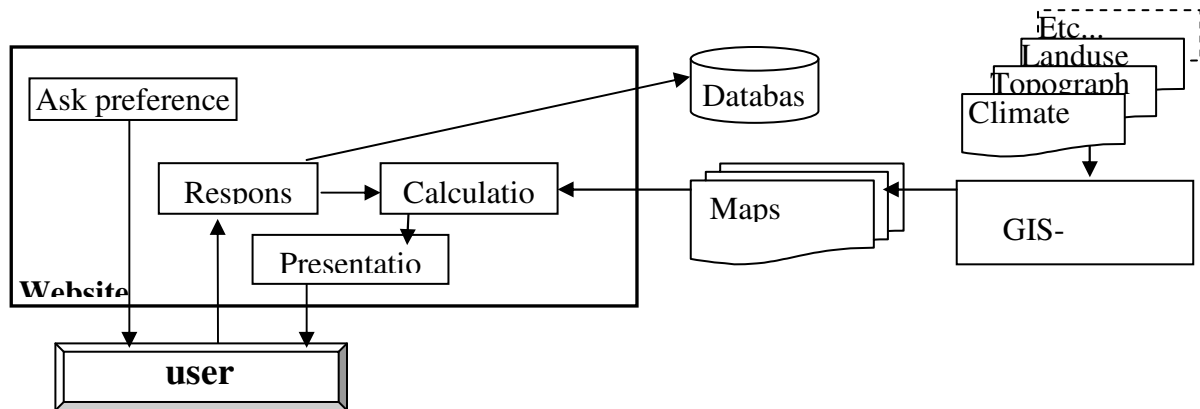 Etc...
Landuse
Topograph
Climate
Ask preference
Databas
Respons
Calculatio
Maps
GIS-
Presentatio
Website
user